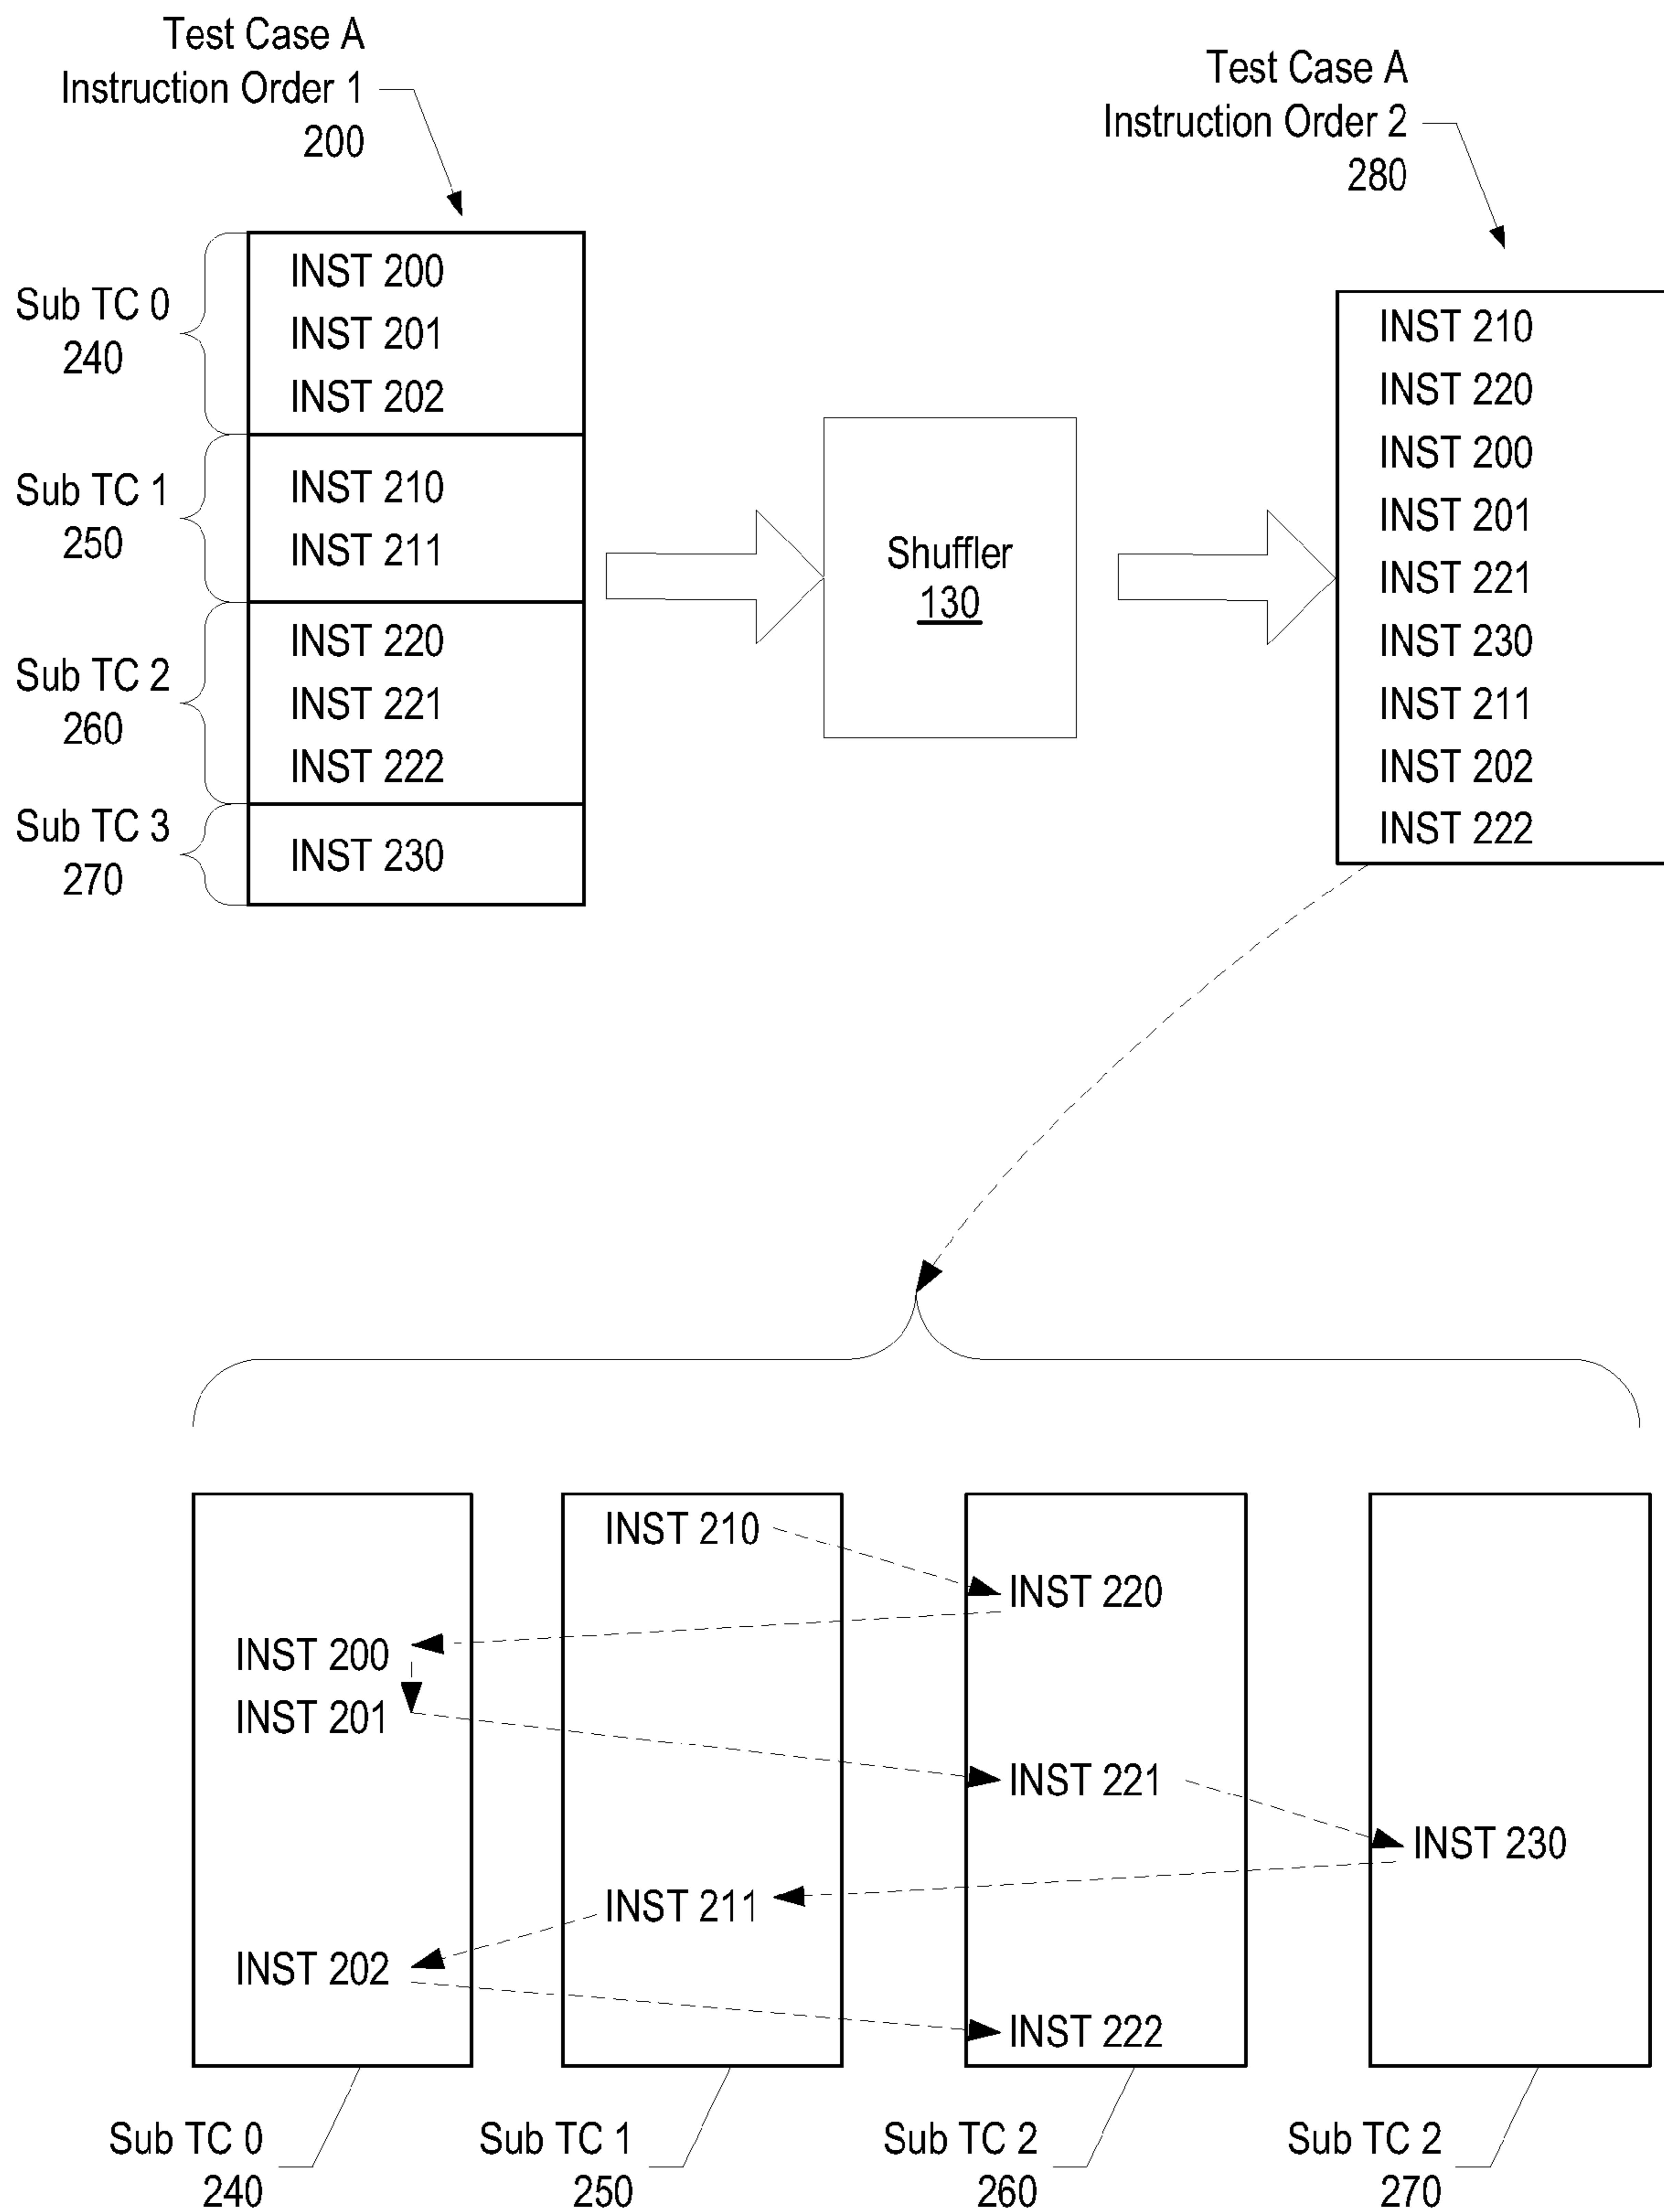 Test Case A
Instruction Order 1
200
Test Case A
Instruction Order 2
280
Sub TC 0
240
INST 200
INST 201
INST 202
Sub TC 1
250
INST 210
INST 211
Sub TC 2
260
INST 220
INST 221
INST 222
Sub TC 3
270
INST 230
Shuffler
130
INST 210
INST 220
INST 200
INST 201
INST 221
INST 230
INST 211
INST 202
INST 222
INST 210
INST 220
INST 200
INST 201
INST 221
INST 230
INST 211
INST 202
INST 222
Sub TC 0
240
Sub TC 1
250
Sub TC 2
260
Sub TC 2
270